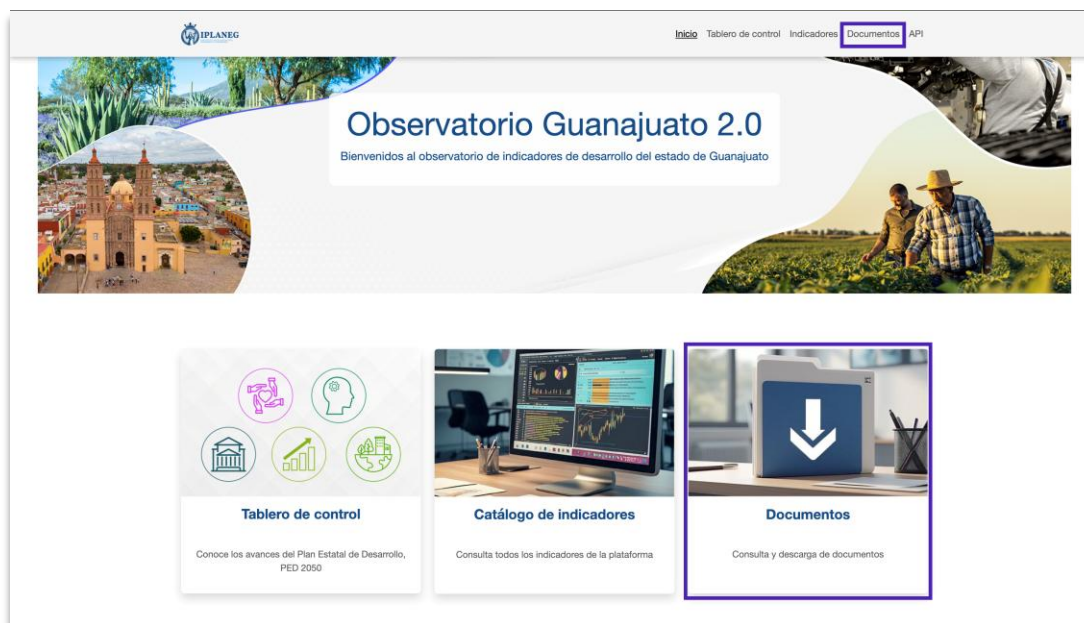 IPLANEG
Inicio Tablero de control Indicadores Documentos API
Observatorio Guanajuato 2.0
Bienvenidos al observatorio de indicadores de desarrollo del estado de Guanajuato
Tablero de control
Conoce los avances del Plan Estatal de Desarrollo,
PED 2050
Catálogo de indicadores
Consulta todos los indicadores de la plataforma
Documentos
Consulta y descarga de documentos